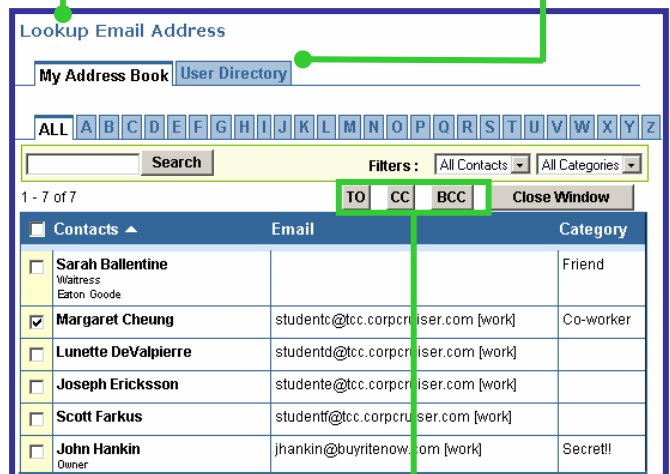 Lookup Email Address
My Address Book User Directory
ALL A B C D E F G H I J K L M N O P Q R S T U V W X Y Z
Search Filters : All Contacts All Categories
1 - 7 of 7 TO CC BCC Close Window
Contacts Email Category
Sarah Ballentine Friend
Waitress
Eaton Goode
Margaret Cheung studentc@tcc.corpcruiser.com [work] Co-worker
Lunette DeValpierre studentd@tcc.corpcruiser.com [work]
Joseph Ericksson studente@tcc.corpcruiser.com [work]
Scott Farkus studentf@tcc.corpcruiser.com [work]
John Hankin jhankin@buyritenow.com [work] Secret!!
Owner